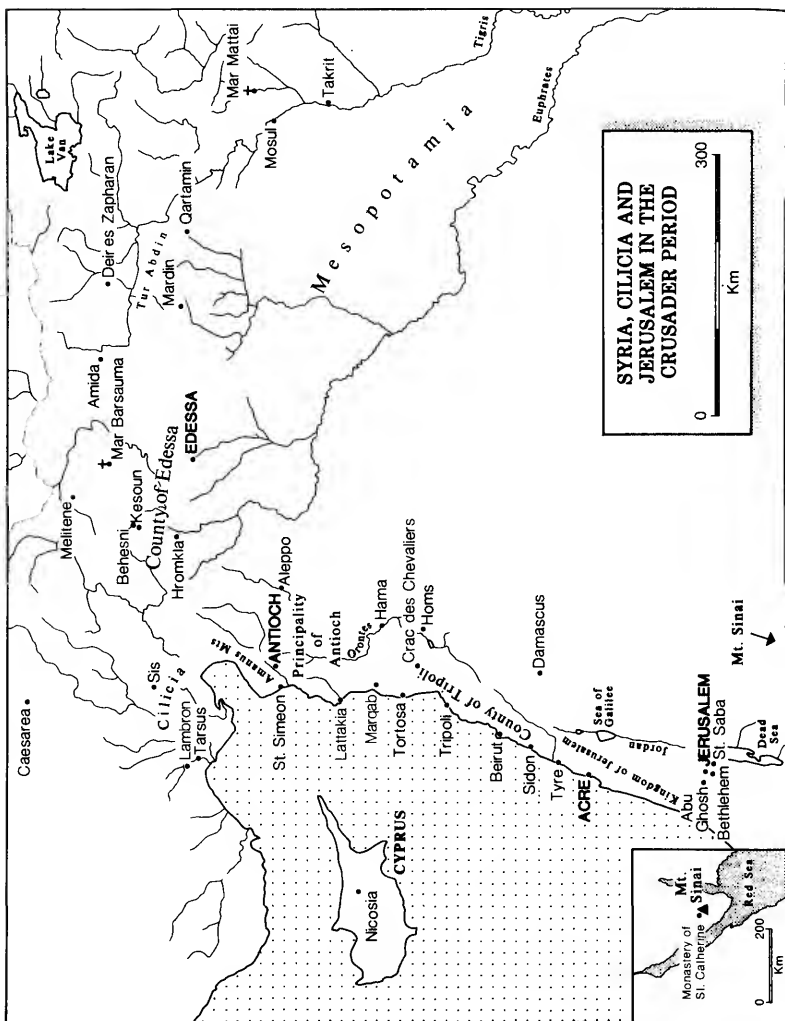 SYRIA, CILICIA AND
JERUSALEM IN THE
CRUSADER PERIOD
0
300
Km
Caesarea
Melitene
Lake
Van
Amida
Mar Barsauma
Deir es Zapharan
Tur Abdin
Mardin
Qartamin
Mar Mattai
Mosul
Takrit
Tigris
Euphrates
Mesopotamia
Behesni
Kesoun
County of Edessa
EDESSA
Hromkla
Sis
Cilicia
Lambron
Tarsus
Amanus Mts
ANTIOCH
Aleppo
St. Simeon
Principality
of
Antioch
Orontes
Lattakia
Hama
Marqab
Tortosa
Crac des Chevaliers
Homs
Tripoli
County of Tripoli
Damascus
Beirut
Sidon
Tyre
ACRE
Kingdom of Jerusalem
Sea of
Galilee
Jordan
CYPRUS
Nicosia
Abu
Ghosh
JERUSALEM
St. Saba
Bethlehem
Dead
Sea
Mt. Sinai
Monastery of
St. Catherine
Mt.
Sinai
Red Sea
0
200
Km